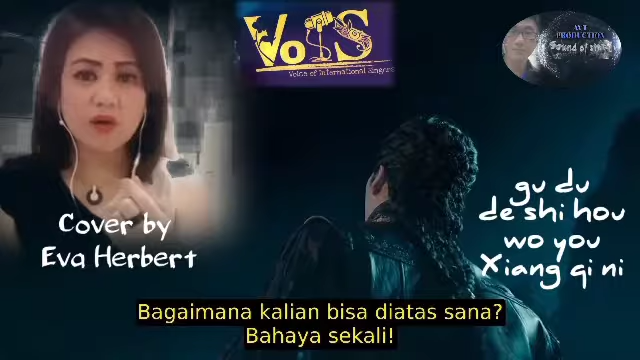 VoIS
Voice of International Singers
AVT
PRODUCTION
Sound of
Cover by
Eva Herbert
gu du
de shi hou
wo you
Xiang qi ni
Bagaimana kalian bisa diatas sana?
Bahaya sekali!